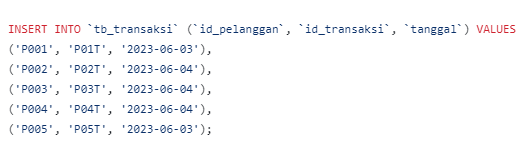 INSERT INTO `tb_transaksi` (`id_pelanggan`, `id_transaksi`, `tanggal`) VALUES
('P001', 'P01T', '2023-06-03'),
('P002', 'P02T', '2023-06-04'),
('P003', 'P03T', '2023-06-04'),
('P004', 'P04T', '2023-06-04'),
('P005', 'P05T', '2023-06-03');